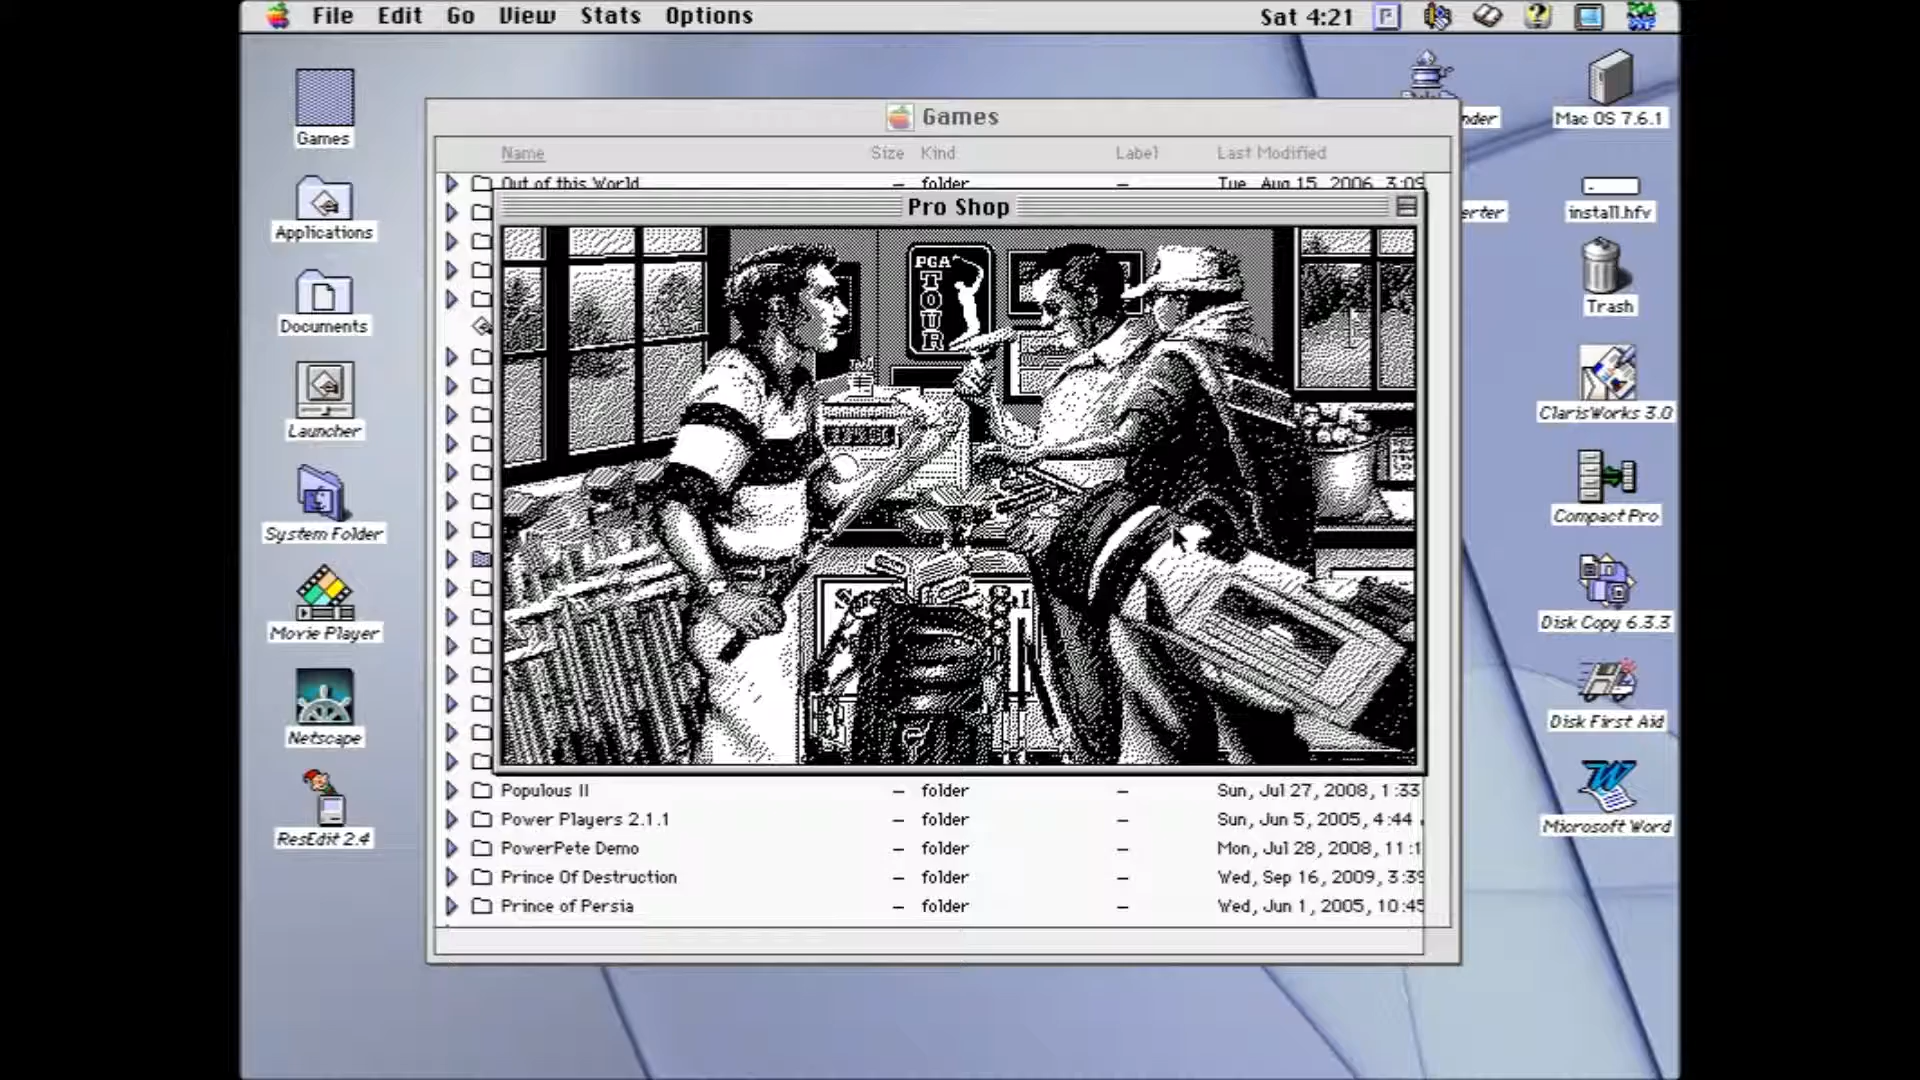 File Edit Go View Stats Options Sat 4:21
Games
Applications
Documents
Launcher
System Folder
Movie Player
Netscape
ResEdit 2.4
Games
Name Size Kind Label Last Modified
Out of this World – folder – Tue, Aug 15, 2006, 3:09
Pro Shop
PGA
TOUR
Populous II – folder – Sun, Jul 27, 2008, 1:33
Power Players 2.1.1 – folder – Sun, Jun 5, 2005, 4:44
PowerPete Demo – folder – Mon, Jul 28, 2008, 11:1
Prince Of Destruction – folder – Wed, Sep 16, 2009, 3:39
Prince of Persia – folder – Wed, Jun 1, 2005, 10:45
nder
erter
Mac OS 7.6.1
install.hfv
Trash
ClarisWorks 3.0
Compact Pro
Disk Copy 6.3.3
Disk First Aid
Microsoft Word